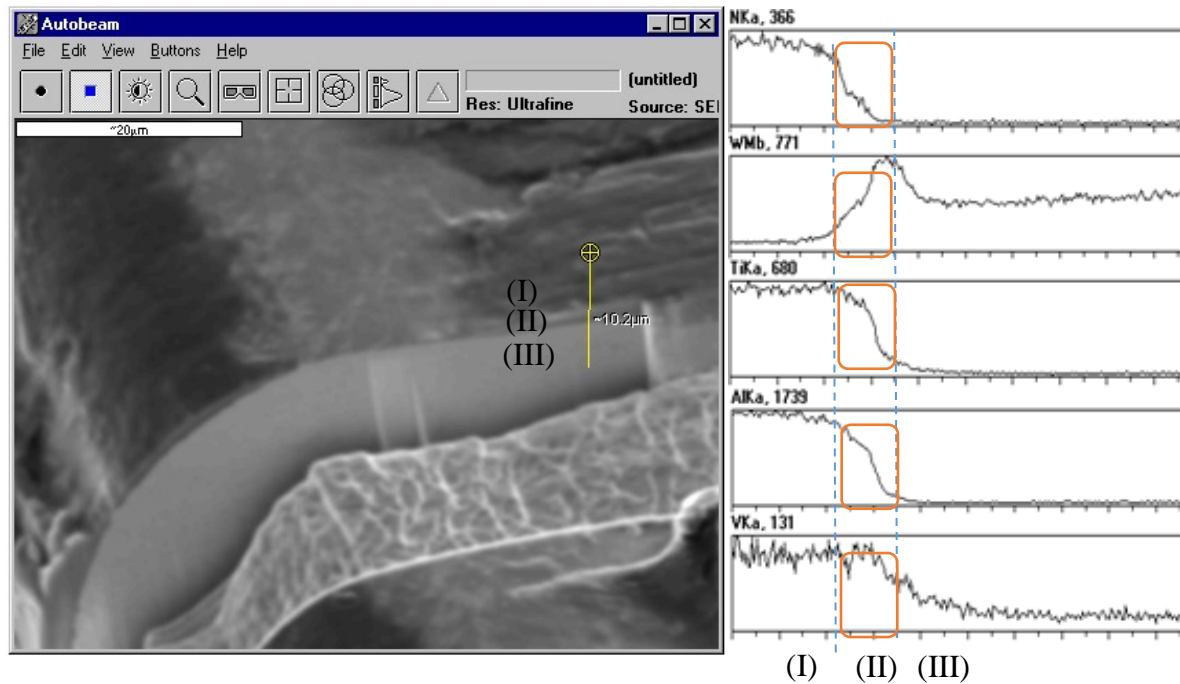 Autobeam
File Edit View Buttons Help
Res: Ultrafine
(untitled)
Source: SEI
~20µm
(I)
(II)
(III)
~10.2µm
NKa, 366
WMb, 771
TiKa, 680
AlKa, 1739
VKa, 131
(I) (II) (III)